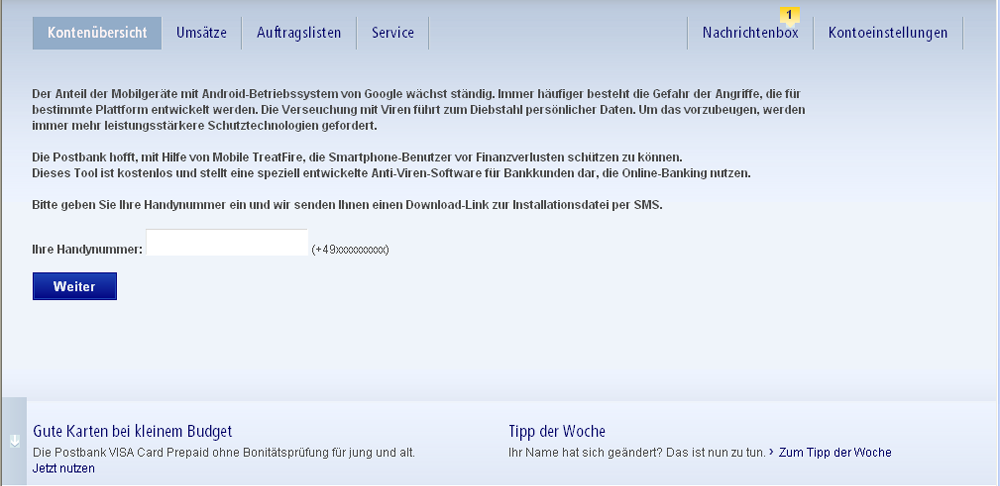 1
Kontenübersicht Umsätze Auftragslisten Service Nachrichtenbox Kontoeinstellungen
Der Anteil der Mobilgeräte mit Android-Betriebssystem von Google wächst ständig. Immer häufiger besteht die Gefahr der Angriffe, die für
bestimmte Plattform entwickelt werden. Die Verseuchung mit Viren führt zum Diebstahl persönlicher Daten. Um das vorzubeugen, werden
immer mehr leistungsstärkere Schutztechnologien gefordert.
Die Postbank hofft, mit Hilfe von Mobile TreatFire, die Smartphone-Benutzer vor Finanzverlusten schützen zu können.
Dieses Tool ist kostenlos und stellt eine speziell entwickelte Anti-Viren-Software für Bankkunden dar, die Online-Banking nutzen.
Bitte geben Sie Ihre Handynummer ein und wir senden Ihnen einen Download-Link zur Installationsdatei per SMS.
Ihre Handynummer: (+49xxxxxxxxxx)
Weiter
Gute Karten bei kleinem Budget
Die Postbank VISA Card Prepaid ohne Bonitätsprüfung für jung und alt.
Jetzt nutzen
Tipp der Woche
Ihr Name hat sich geändert? Das ist nun zu tun. › Zum Tipp der Woche